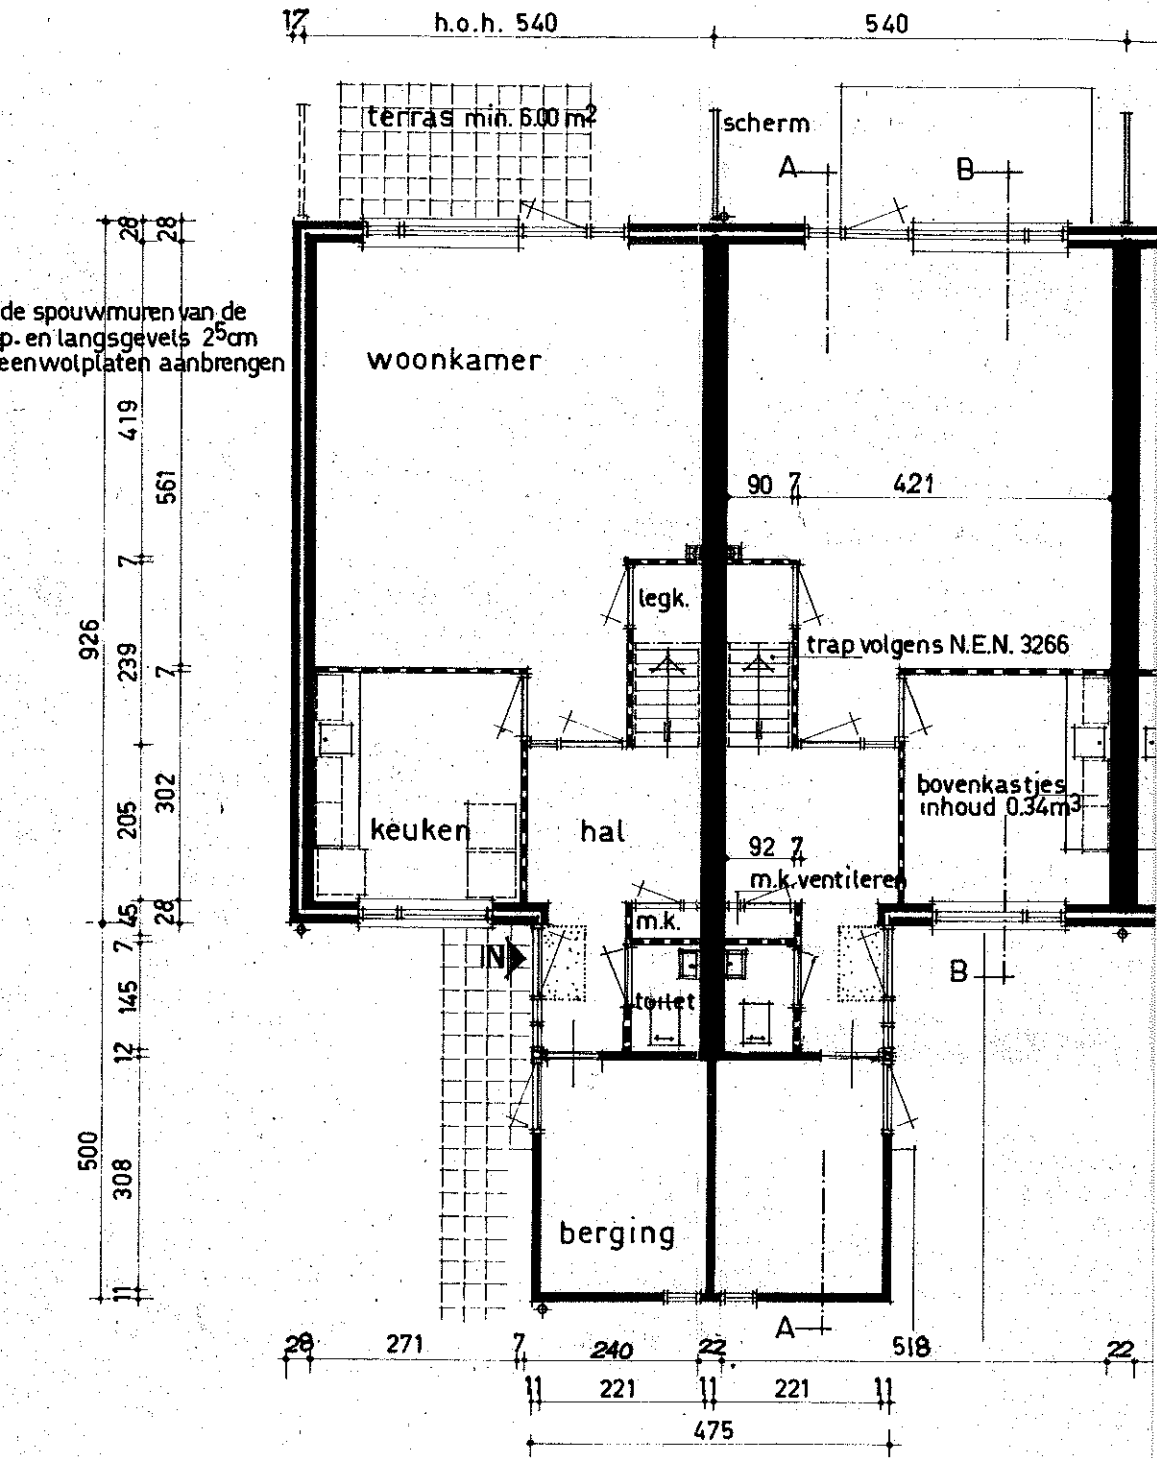 17
h.o.h. 540
540
terras min. 6.00 m²
scherm
A
B
28
28
de spouwmuren van de
p. en langsgevels 2⁵cm
eenwolplaten aanbrengen
woonkamer
419
561
90 7 421
7
legk.
926
239
7
trap volgens N.E.N. 3266
302
205
keuken
hal
bovenkastjes
inhoud 0.34m³
92 7
m.k. ventileren
45
28
m.k.
7
IN
B
145
toilet
12
500
308
berging
11
A
28 271 7 240 22 518 22
11 221 11 221 11
475